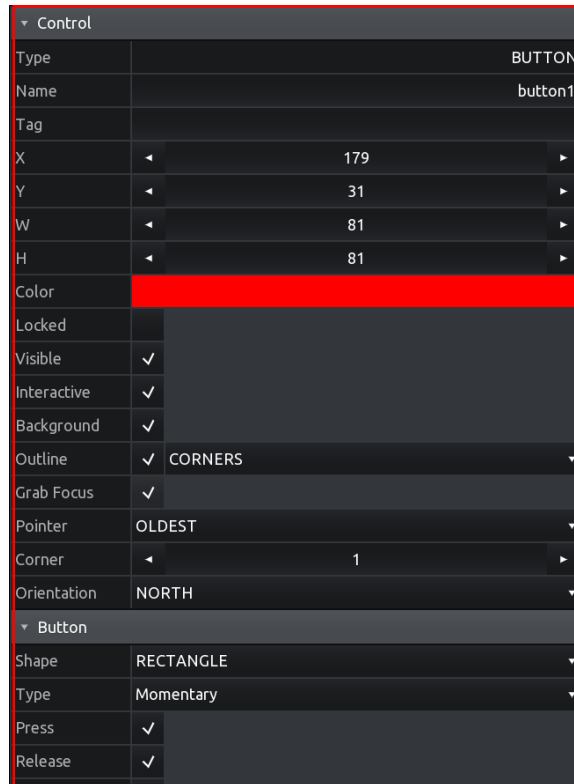 Control
Type BUTTON
Name button1
Tag
X 179
Y 31
W 81
H 81
Color
Locked
Visible
Interactive
Background
Outline CORNERS
Grab Focus
Pointer OLDEST
Corner 1
Orientation NORTH
Button
Shape RECTANGLE
Type Momentary
Press
Release